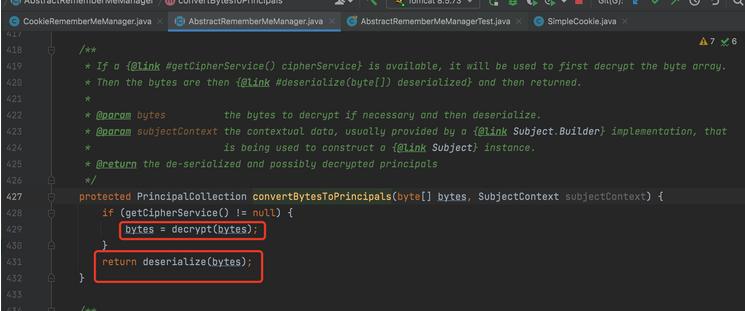 AbstractRememberMeManager convertBytesToPrincipals Tomcat 8.5.73 Git:
CookieRememberMeManager.java AbstractRememberMeManager.java AbstractRememberMeManagerTest.java SimpleCookie.java
417
418 /**
419 * If a {@link #getCipherService() cipherService} is available, it will be used to first decrypt the byte array.
420 * Then the bytes are then {@link #deserialize(byte[]) deserialized} and then returned.
421 *
422 * @param bytes the bytes to decrypt if necessary and then deserialize.
423 * @param subjectContext the contextual data, usually provided by a {@link Subject.Builder} implementation, that
424 * is being used to construct a {@link Subject} instance.
425 * @return the de-serialized and possibly decrypted principals
426 */
427 protected PrincipalCollection convertBytesToPrincipals(byte[] bytes, SubjectContext subjectContext) {
428 if (getCipherService() != null) {
429 bytes = decrypt(bytes);
430 }
431 return deserialize(bytes);
432 }
433
434 /**
7 6